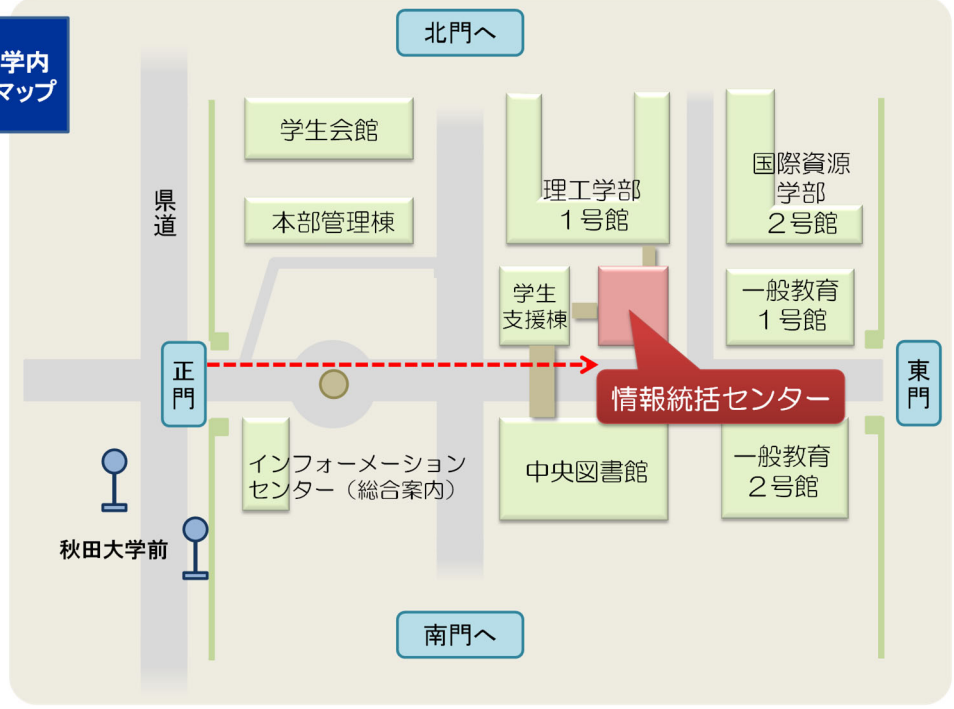 学内
マップ
北門へ
学生会館
本部管理棟
県
道
理工学部
１号館
国際資源
学部
２号館
学生
支援棟
一般教育
１号館
正
門
東
門
情報統括センター
インフォーメーション
センター（総合案内）
中央図書館
一般教育
２号館
秋田大学前
南門へ